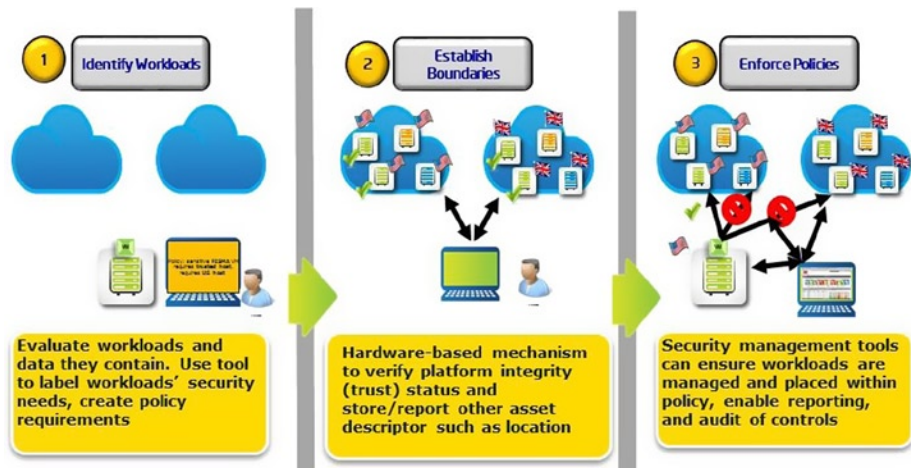 1
Identify Workloads
Evaluate workloads and
data they contain. Use tool
to label workloads' security
needs, create policy
requirements
2
Establish
Boundaries
Hardware-based mechanism
to verify platform integrity
(trust) status and
store/report other asset
descriptor such as location
3
Enforce Policies
Security management tools
can ensure workloads are
managed and placed within
policy, enable reporting,
and audit of controls